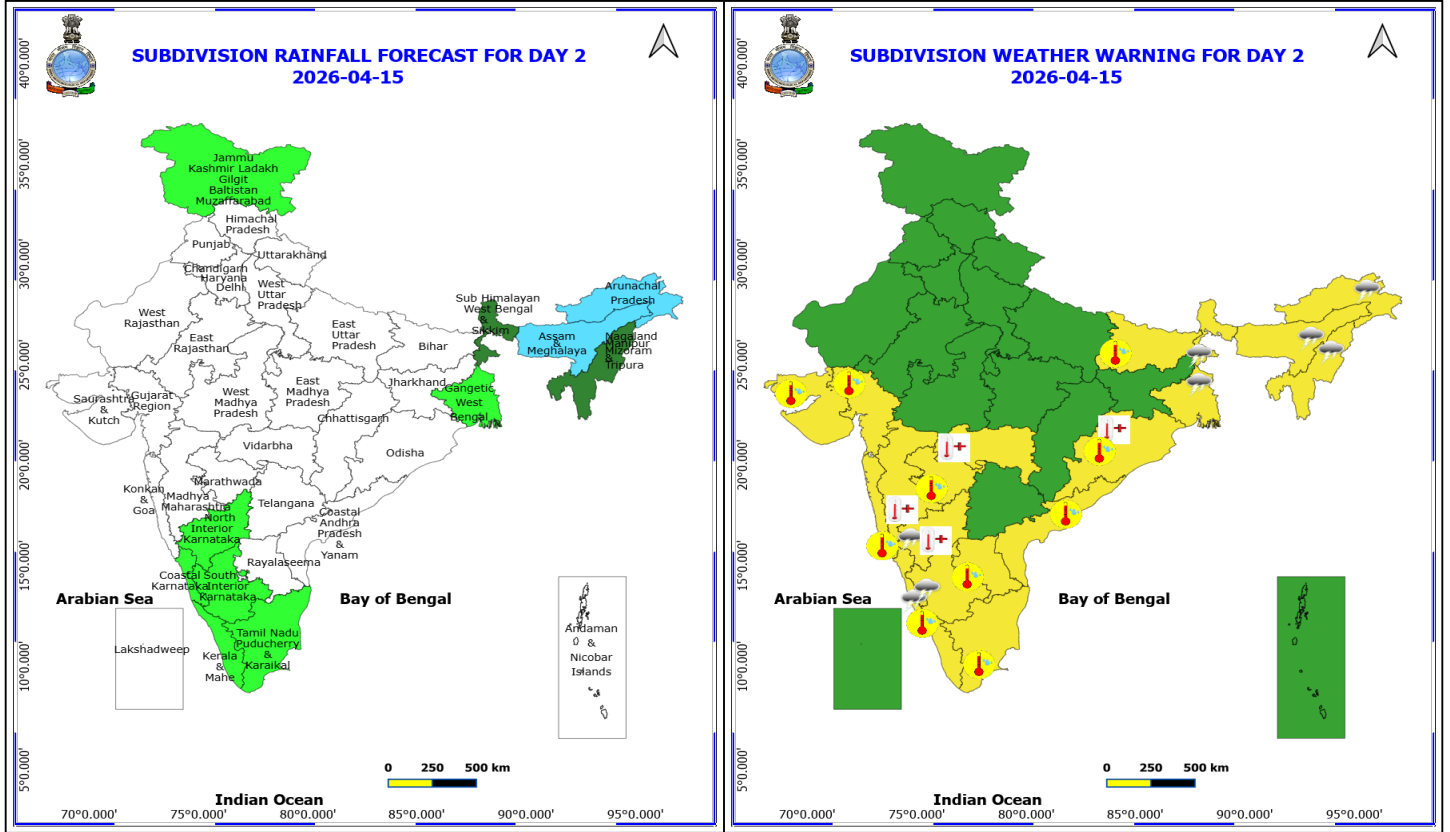 SUBDIVISION RAINFALL FORECAST FOR DAY 2
2026-04-15
40°0.000'
35°0.000'
30°0.000'
25°0.000'
20°0.000'
15°0.000'
10°0.000'
5°0.000'
Jammu
Kashmir Ladakh
Gilgit
Baltistan
Muzaffarabad
Himachal
Pradesh
Punjab
Uttarakhand
Chandigarh
Haryana
Delhi
West
Uttar
Pradesh
West
Rajasthan
East
Rajasthan
East
Uttar
Pradesh
Bihar
Sub Himalayan
West Bengal
&
Sikkim
Arunachal
Pradesh
Assam
&
Meghalaya
Nagaland
Manipur
Mizoram
&
Tripura
Saurashtra
&
Kutch
Gujarat
Region
West
Madhya
Pradesh
East
Madhya
Pradesh
Jharkhand
Gangetic
West
Bengal
Chhattisgarh
Vidarbha
Odisha
Konkan
&
Goa
Madhya
Maharashtra
Marathwada
Telangana
North
Interior
Karnataka
Coastal
Andhra
Pradesh
&
Yanam
Rayalaseema
Coastal
Karnataka
South
Interior
Karnataka
Tamil Nadu
Puducherry
&
Karaikal
Kerala
&
Mahe
Lakshadweep
Andaman
&
Nicobar
Islands
Arabian Sea
Bay of Bengal
Indian Ocean
0 250 500 km
70°0.000' 75°0.000' 80°0.000' 85°0.000' 90°0.000' 95°0.000'
SUBDIVISION WEATHER WARNING FOR DAY 2
2026-04-15
40°0.000'
35°0.000'
30°0.000'
25°0.000'
20°0.000'
15°0.000'
10°0.000'
5°0.000'
Arabian Sea
Bay of Bengal
Indian Ocean
0 250 500 km
70°0.000' 75°0.000' 80°0.000' 85°0.000' 90°0.000' 95°0.000'